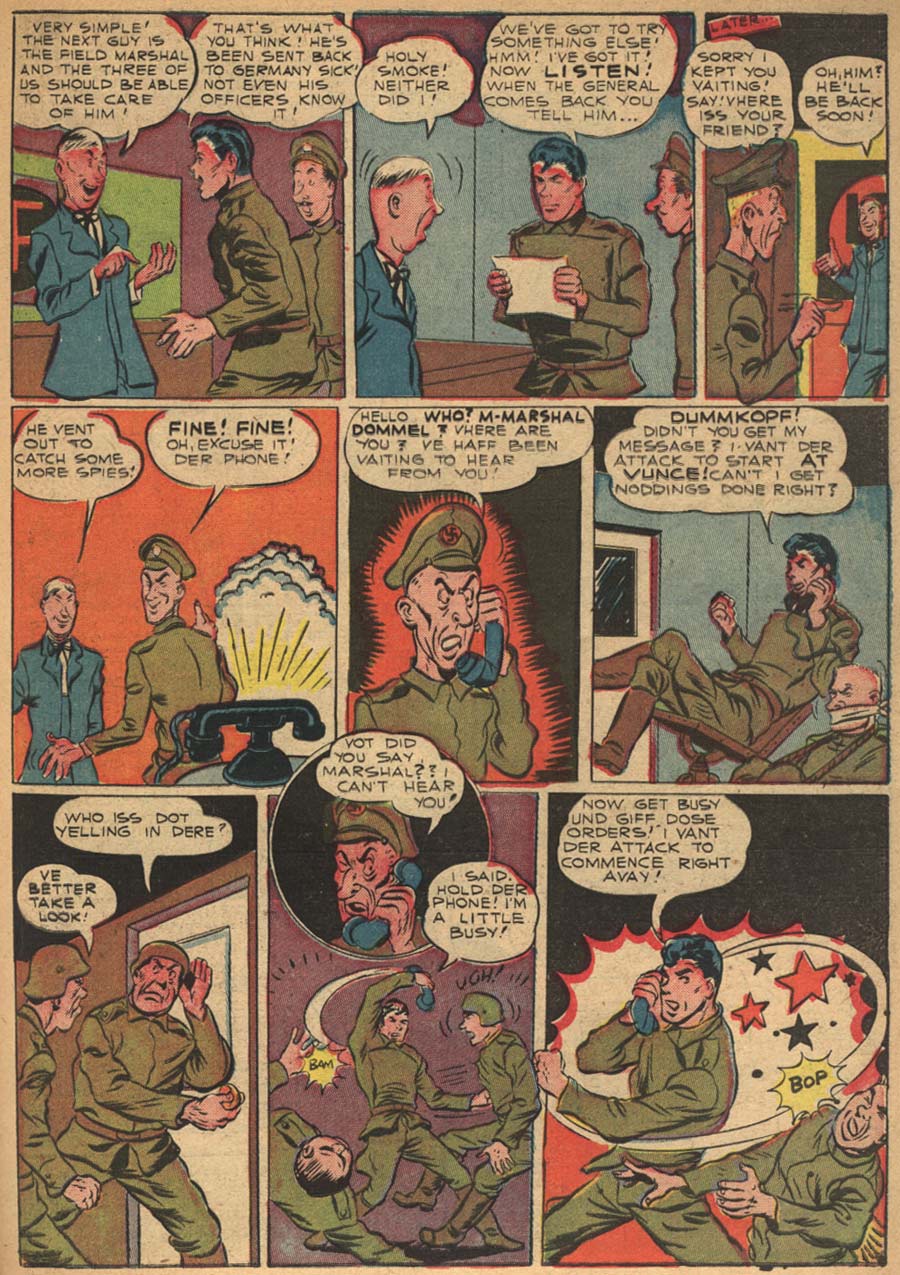 VERY SIMPLE!
THE NEXT GUY IS
THE FIELD MARSHAL
AND THE THREE OF
US SHOULD BE ABLE
TO TAKE CARE
OF HIM!
THAT'S WHAT
YOU THINK! HE'S
BEEN SENT BACK
TO GERMANY SICK!
NOT EVEN HIS
OFFICERS KNOW
IT!
HOLY
SMOKE!
NEITHER
DID I!
WE'VE GOT TO TRY
SOMETHING ELSE!
HMM! I'VE GOT IT!
NOW LISTEN!
WHEN THE GENERAL
COMES BACK YOU
TELL HIM...
LATER...
SORRY I
KEPT YOU
VAITING!
SAY! VHERE
ISS YOUR
FRIEND?
OH, HIM?
HE'LL
BE BACK
SOON!
HE VENT
OUT TO
CATCH SOME
MORE SPIES!
FINE! FINE!
OH, EXCUSE IT!
DER PHONE!
HELLO WHO? M-MARSHAL
DOMMEL? VHERE ARE
YOU? VE HAFF BEEN
VAITING TO HEAR
FROM YOU!
DUMMKOPF!
DIDN'T YOU GET MY
MESSAGE? I VANT DER
ATTACK TO START AT
VUNCE! CAN'T I GET
NODDINGS DONE RIGHT?
WHO ISS DOT
YELLING IN DERE?
VE
BETTER
TAKE A
LOOK!
VOT DID
YOU SAY,
MARSHAL?? I
CAN'T HEAR
YOU!
I SAID,
HOLD DER
PHONE! I'M
A LITTLE
BUSY!
UGH!
BAM
NOW GET BUSY
UND GIFF DOSE
ORDERS! I VANT
DER ATTACK TO
COMMENCE RIGHT
AVAY!
BOP